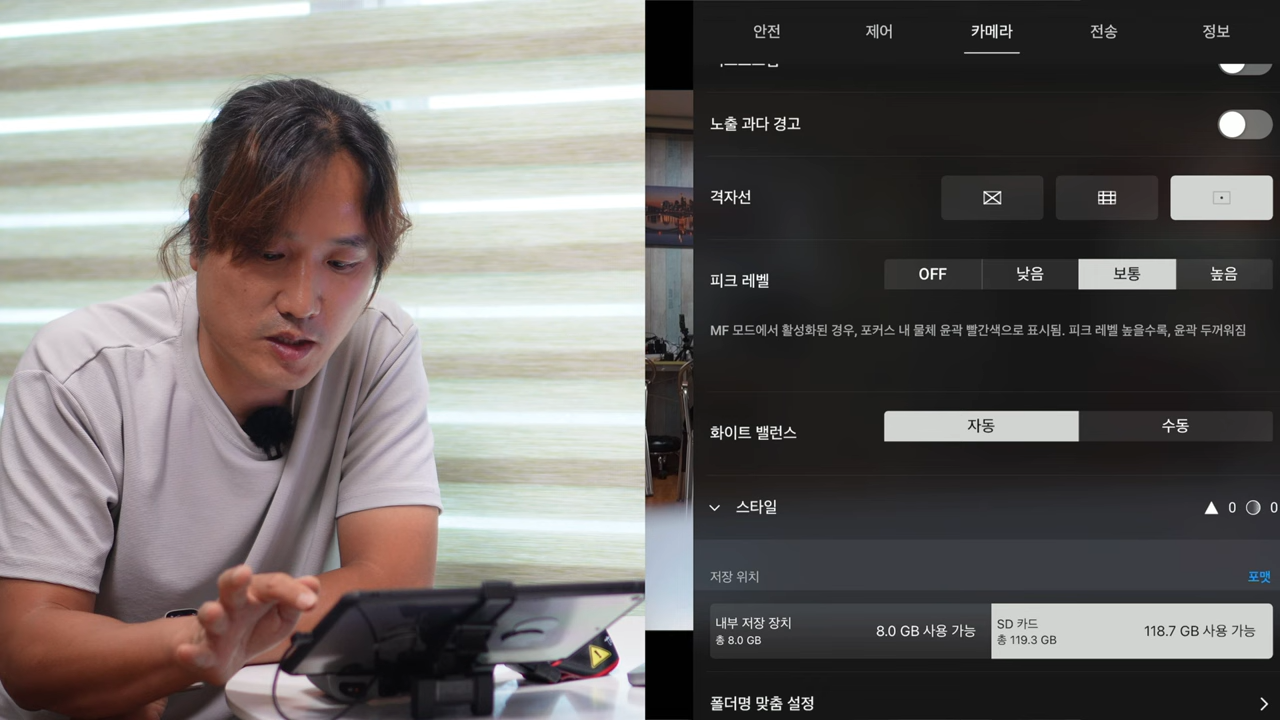 안전 제어 카메라 전송 정보
노출 과다 경고
격자선
피크 레벨 OFF 낮음 보통 높음
MF 모드에서 활성화된 경우, 포커스 내 물체 윤곽 빨간색으로 표시됨. 피크 레벨 높을수록, 윤곽 두꺼워짐
화이트 밸런스 자동 수동
스타일 0 0
저장 위치 포맷
내부 저장 장치 8.0 GB 사용 가능 SD 카드 118.7 GB 사용 가능
총 8.0 GB 총 119.3 GB
폴더명 맞춤 설정